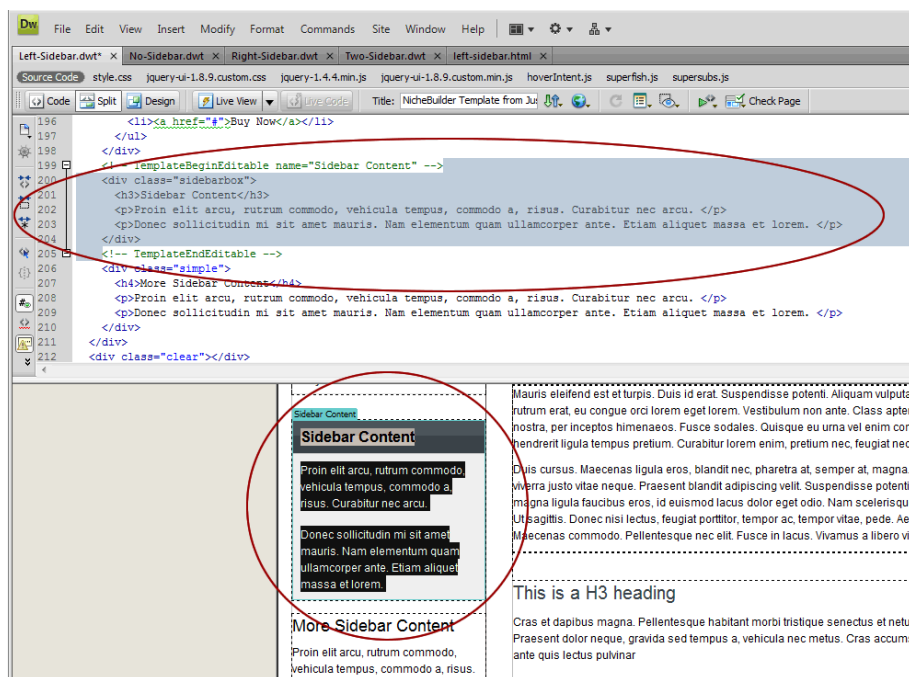 Dw File Edit View Insert Modify Format Commands Site Window Help
Left-Sidebar.dwt* × No-Sidebar.dwt × Right-Sidebar.dwt × Two-Sidebar.dwt × left-sidebar.html ×
Source Code style.css jquery-ui-1.8.9.custom.css jquery-1.4.4.min.js jquery-ui-1.8.9.custom.min.js hoverIntent.js superfish.js supersubs.js
Code Split Design Live View Live Code Title: NicheBuilder Template from Jus Check Page
196 <li><a href="#">Buy Now</a></li>
197 </ul>
198 </div>
199 <!-- TemplateBeginEditable name="Sidebar Content" -->
200 <div class="sidebarbox">
201 <h3>Sidebar Content</h3>
202 <p>Proin elit arcu, rutrum commodo, vehicula tempus, commodo a, risus. Curabitur nec arcu. </p>
203 <p>Donec sollicitudin mi sit amet mauris. Nam elementum quam ullamcorper ante. Etiam aliquet massa et lorem. </p>
204 </div>
205 <!-- TemplateEndEditable -->
206 <div class="simple">
207 <h4>More Sidebar Content</h4>
208 <p>Proin elit arcu, rutrum commodo, vehicula tempus, commodo a, risus. Curabitur nec arcu. </p>
209 <p>Donec sollicitudin mi sit amet mauris. Nam elementum quam ullamcorper ante. Etiam aliquet massa et lorem. </p>
210 </div>
211 </div>
212 <div class="clear"></div>
Sidebar Content
Sidebar Content
Proin elit arcu, rutrum commodo,
vehicula tempus, commodo a,
risus. Curabitur nec arcu.
Donec sollicitudin mi sit amet
mauris. Nam elementum quam
ullamcorper ante. Etiam aliquet
massa et lorem.
More Sidebar Content
Proin elit arcu, rutrum commodo,
vehicula tempus, commodo a, risus.
Mauris eleifend est et turpis. Duis id erat. Suspendisse potenti. Aliquam vulputa
rutrum erat, eu congue orci lorem eget lorem. Vestibulum non ante. Class apte
nostra, per inceptos himenaeos. Fusce sodales. Quisque eu urna vel enim com
hendrerit ligula tempus pretium. Curabitur lorem enim, pretium nec, feugiat nec
Duis cursus. Maecenas ligula eros, blandit nec, pharetra at, semper at, magna.
viverra justo vitae neque. Praesent blandit adipiscing velit. Suspendisse potenti
magna ligula faucibus eros, id euismod lacus dolor eget odio. Nam scelerisqu
Ut sagittis. Donec nisi lectus, feugiat porttitor, tempor ac, tempor vitae, pede. Ae
Maecenas commodo. Pellentesque nec elit. Fusce in lacus. Vivamus a libero vi
This is a H3 heading
Cras et dapibus magna. Pellentesque habitant morbi tristique senectus et netu
Praesent dolor neque, gravida sed tempus a, vehicula nec metus. Cras accums
ante quis lectus pulvinar